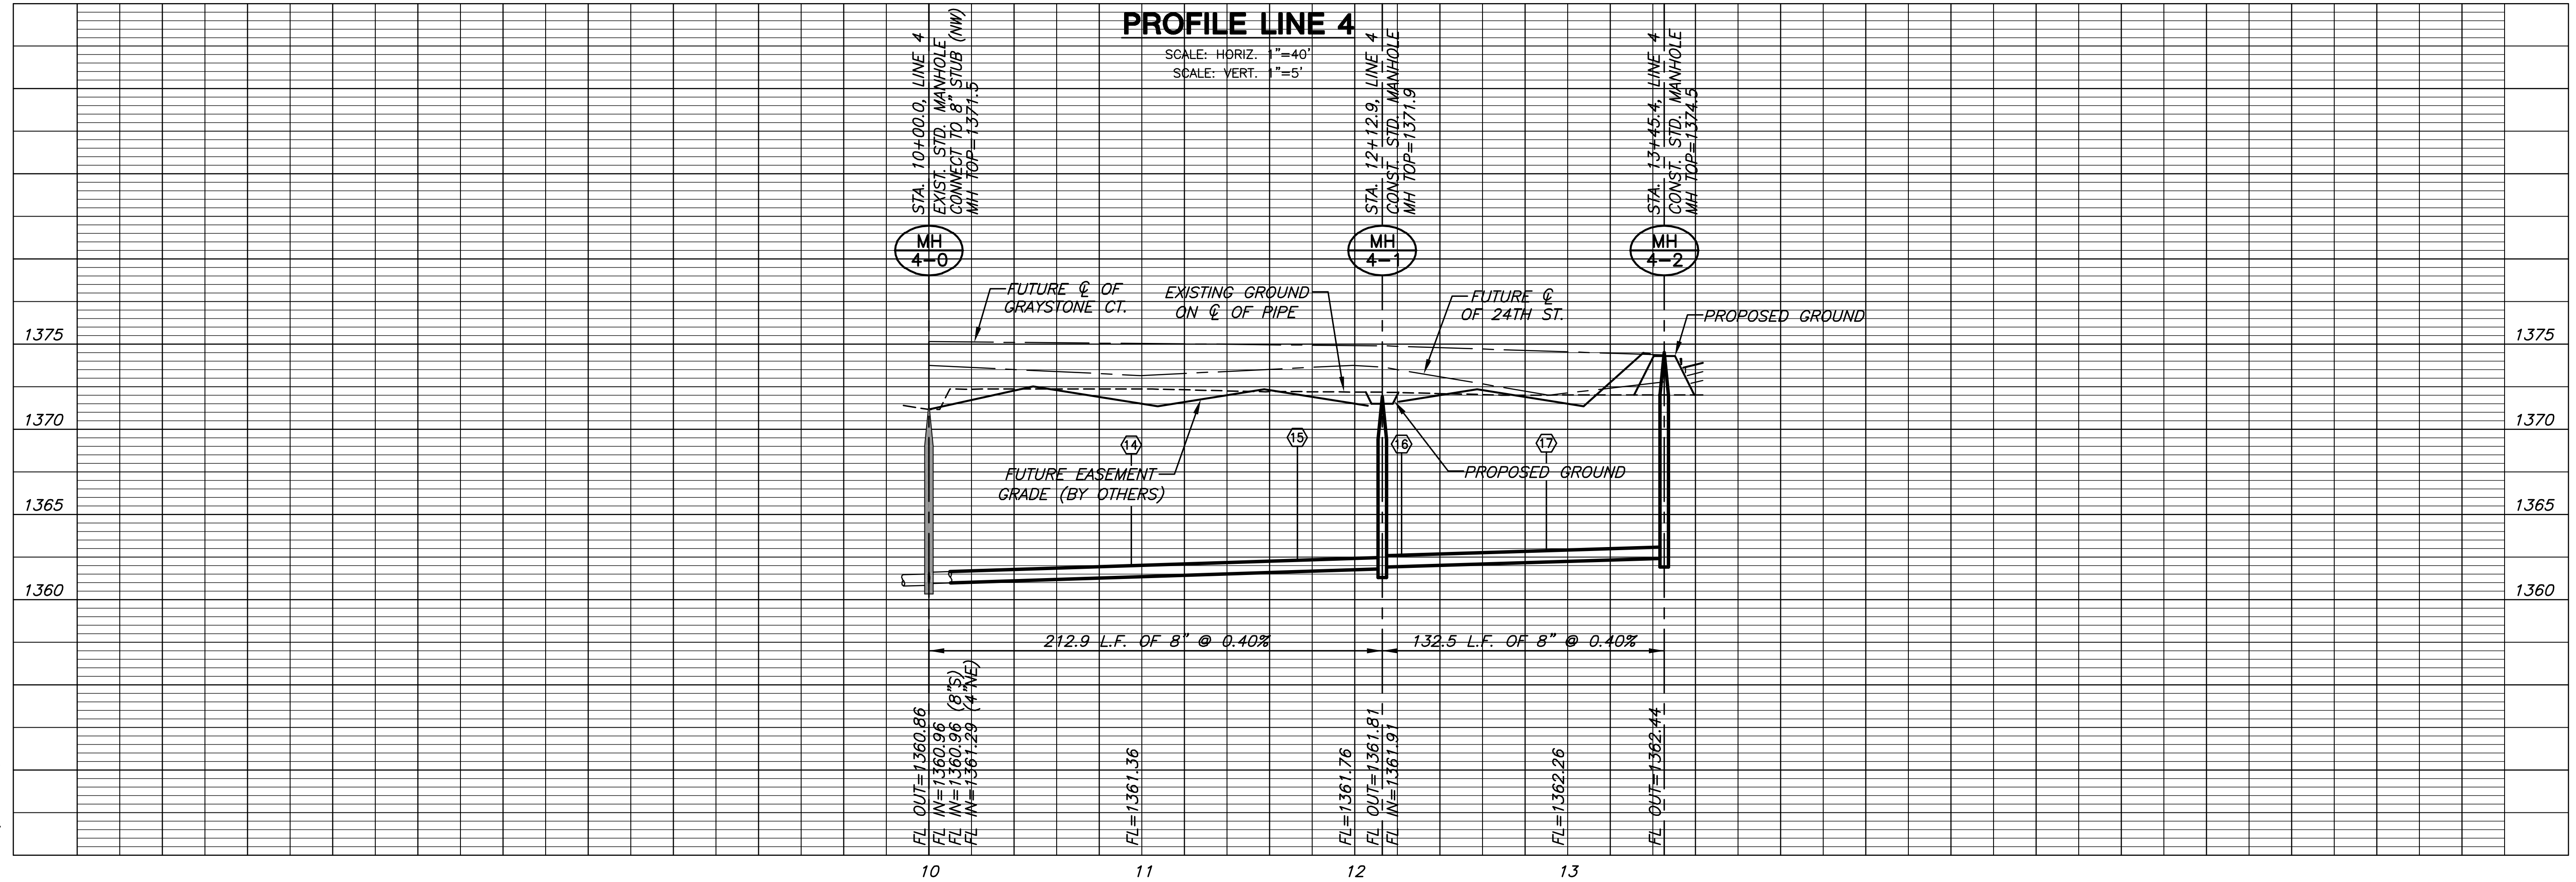 PROFILE LINE 4
SCALE: HORIZ. 1"=40'
SCALE: VERT. 1"=5'
STA. 10+00.0, LINE 4
EXIST. STD. MANHOLE
CONNECT TO 8" STUB (NW)
MH TOP=1371.5
STA. 12+12.9, LINE 4
CONST. STD. MANHOLE
MH TOP=1371.9
STA. 13+45.4, LINE 4
CONST. STD. MANHOLE
MH TOP=1374.5
MH
4-0
MH
4-1
MH
4-2
FUTURE ℄ OF
GRAYSTONE CT.
EXISTING GROUND
ON ℄ OF PIPE
FUTURE ℄
OF 24TH ST.
PROPOSED GROUND
1375
1375
1370
1370
14
15
16
17
FUTURE EASEMENT
GRADE (BY OTHERS)
PROPOSED GROUND
1365
1365
1360
1360
212.9 L.F. OF 8" @ 0.40%
132.5 L.F. OF 8" @ 0.40%
FL OUT=1360.86
FL IN=1360.96
FL IN=1360.96 (8"S)
FL IN=1361.29 (4"NE)
FL=1361.36
FL=1361.76
FL OUT=1361.81
FL IN=1361.91
FL=1362.26
FL OUT=1362.44
10
11
12
13